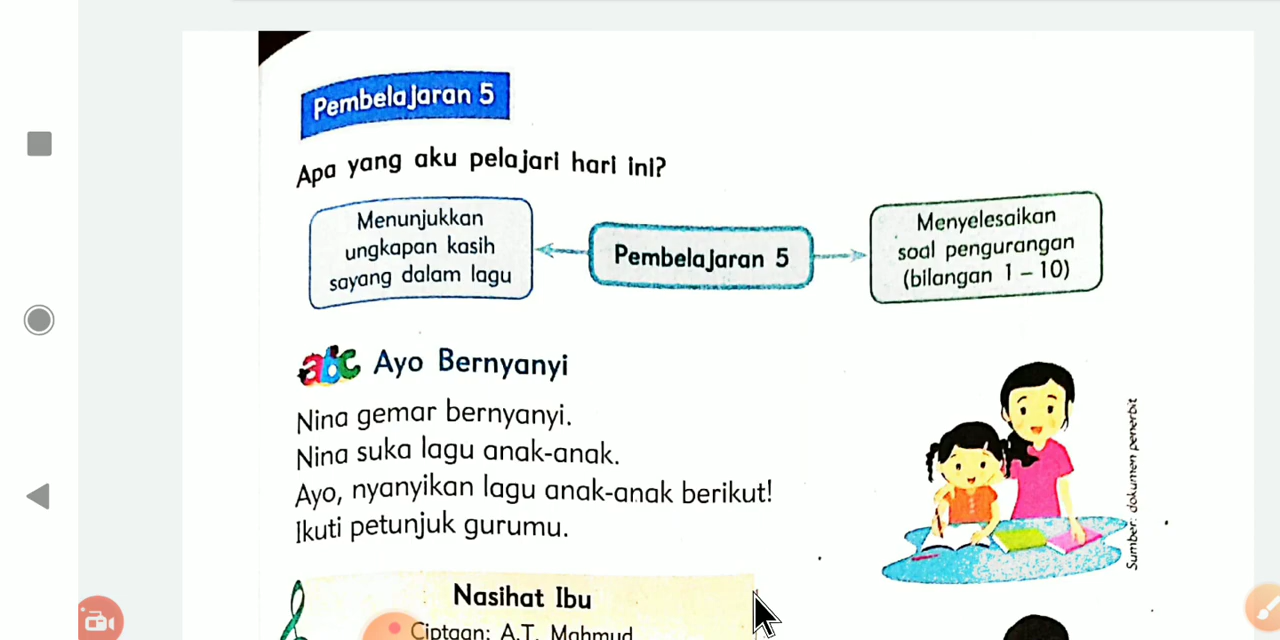 Pembelajaran 5
Apa yang aku pelajari hari ini?
Menunjukkan
ungkapan kasih
sayang dalam lagu
Pembelajaran 5
Menyelesaikan
soal pengurangan
(bilangan 1 – 10)
abc Ayo Bernyanyi
Nina gemar bernyanyi.
Nina suka lagu anak-anak.
Ayo, nyanyikan lagu anak-anak berikut!
Ikuti petunjuk gurumu.
Sumber: dokumen penerbit
Nasihat Ibu
Ciptaan: A.T. Mahmud